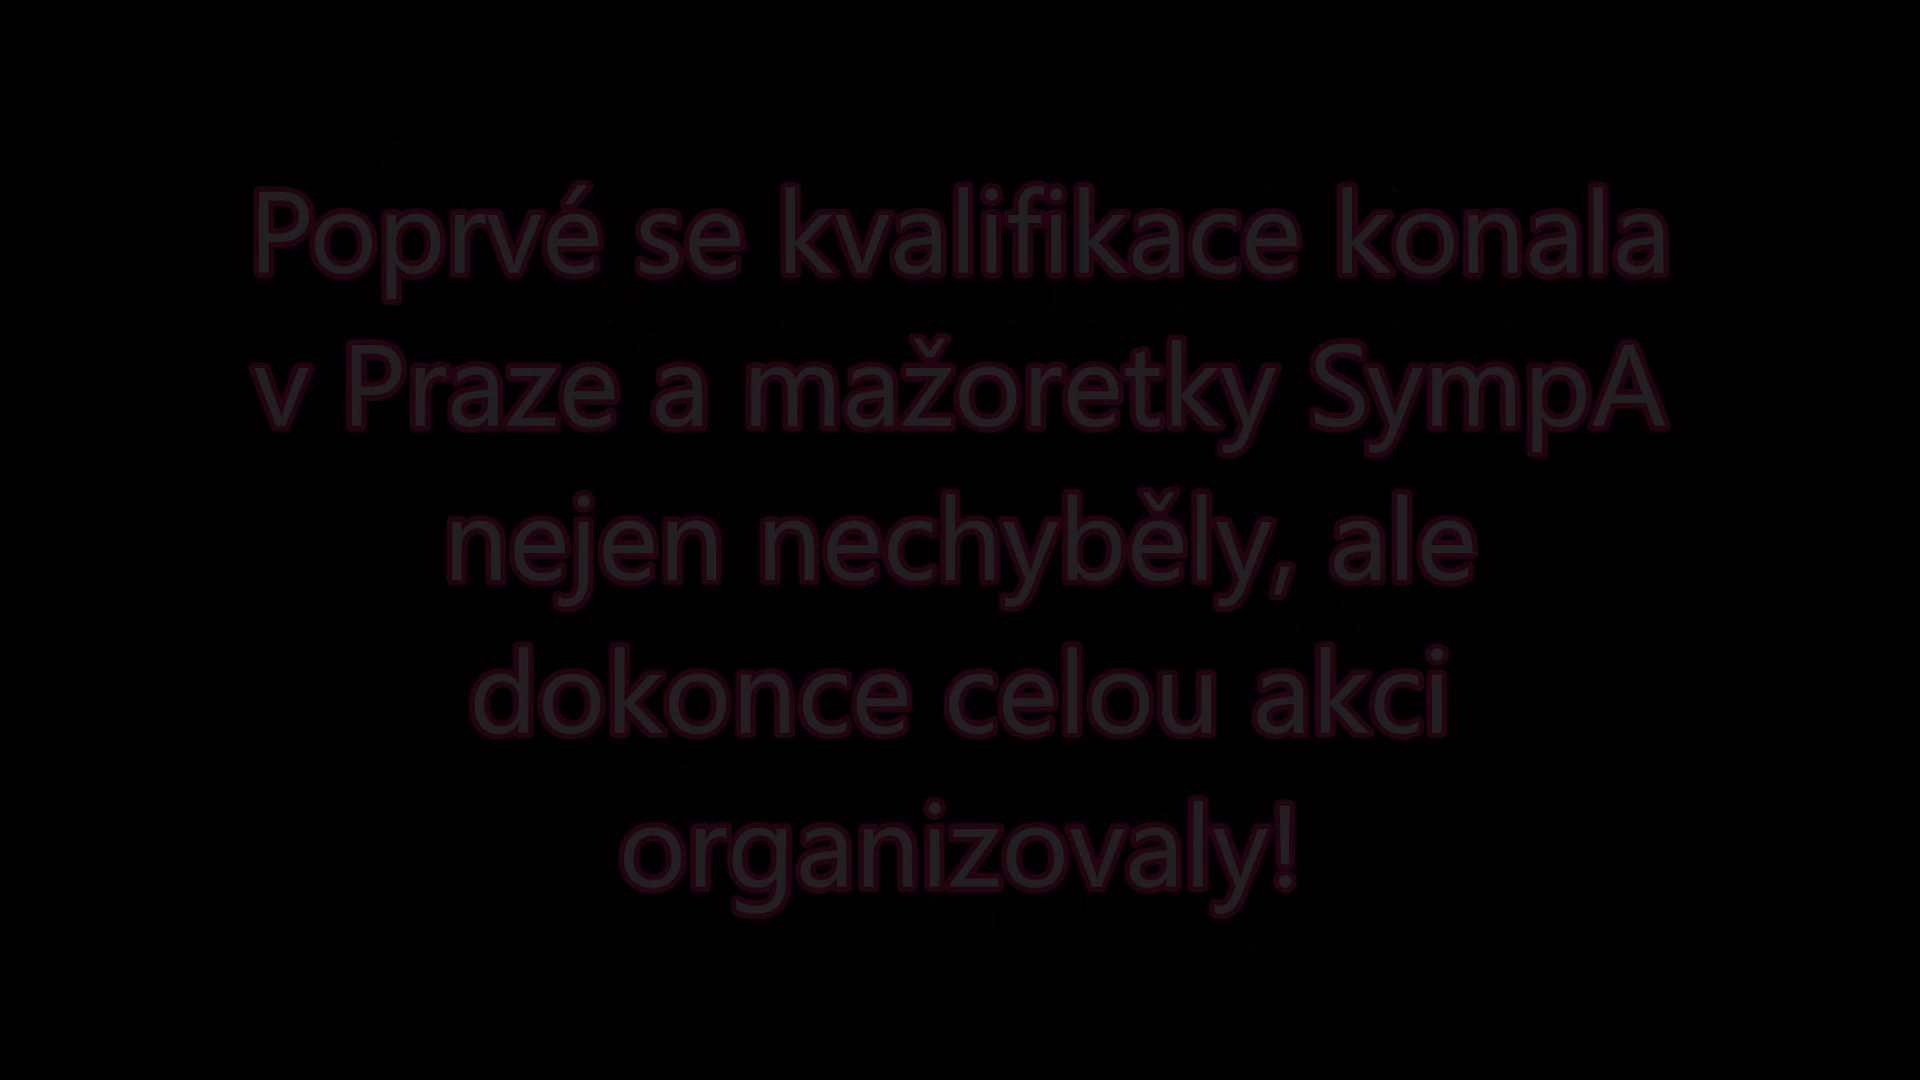 Poprvé se kvalifikace konala
v Praze a mažoretky SympA
nejen nechyběly, ale
dokonce celou akci
organizovaly!